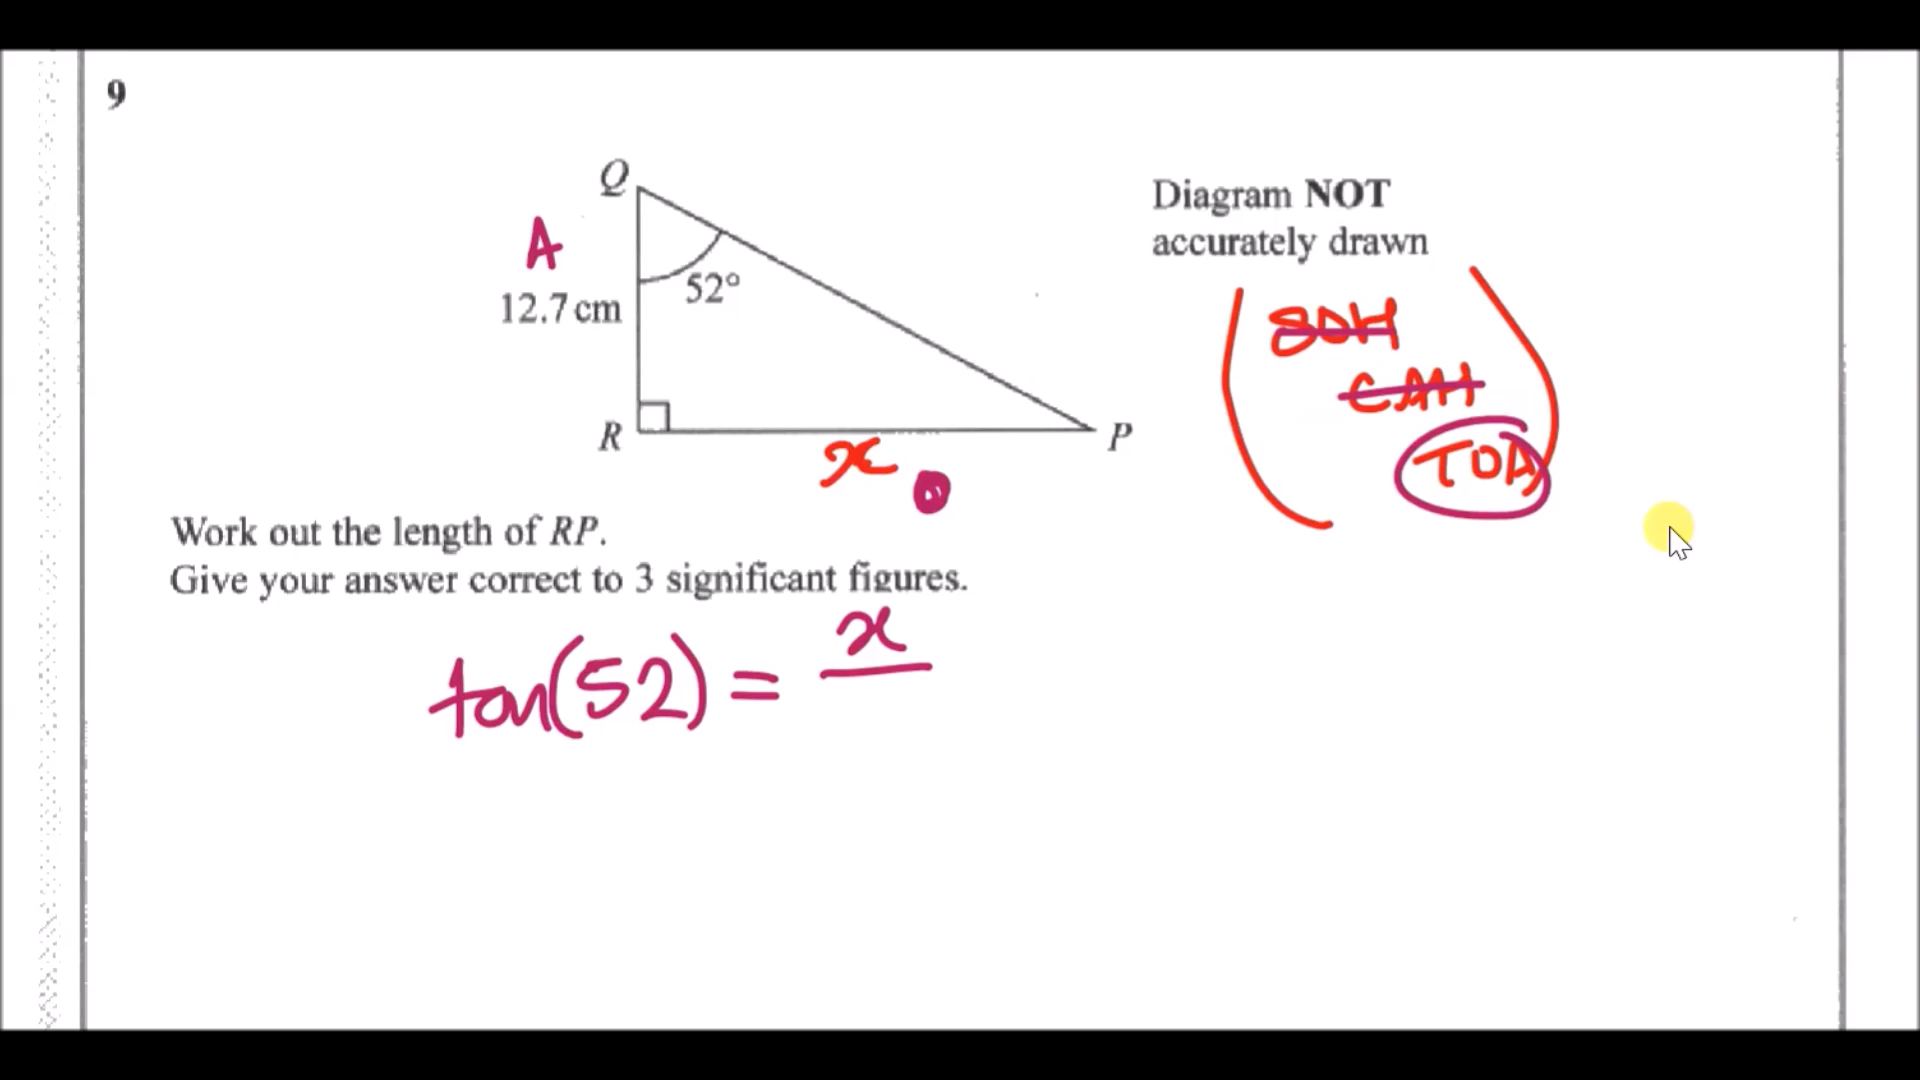 9
Q
A
52°
12.7 cm
R
P
x
O
Diagram NOT
accurately drawn
SOH
CAH
TOA
Work out the length of RP.
Give your answer correct to 3 significant figures.
tan(52) = x